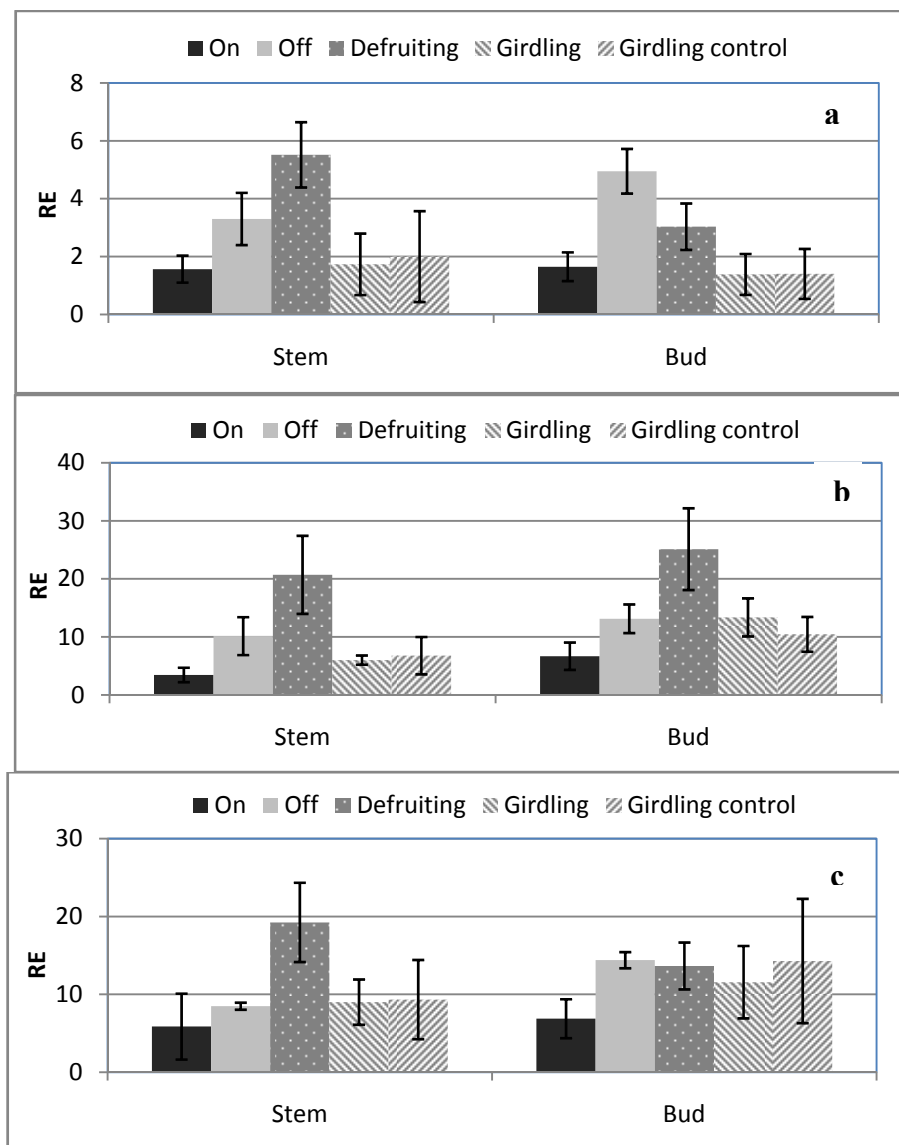 On Off Defruiting Girdling Girdling control
8
a
6
4
2
0
RE
Stem Bud
On Off Defruiting Girdling Girdling control
40
b
30
20
10
0
RE
Stem Bud
On Off Defruiting Girdling Girdling control
30
c
20
10
0
RE
Stem Bud